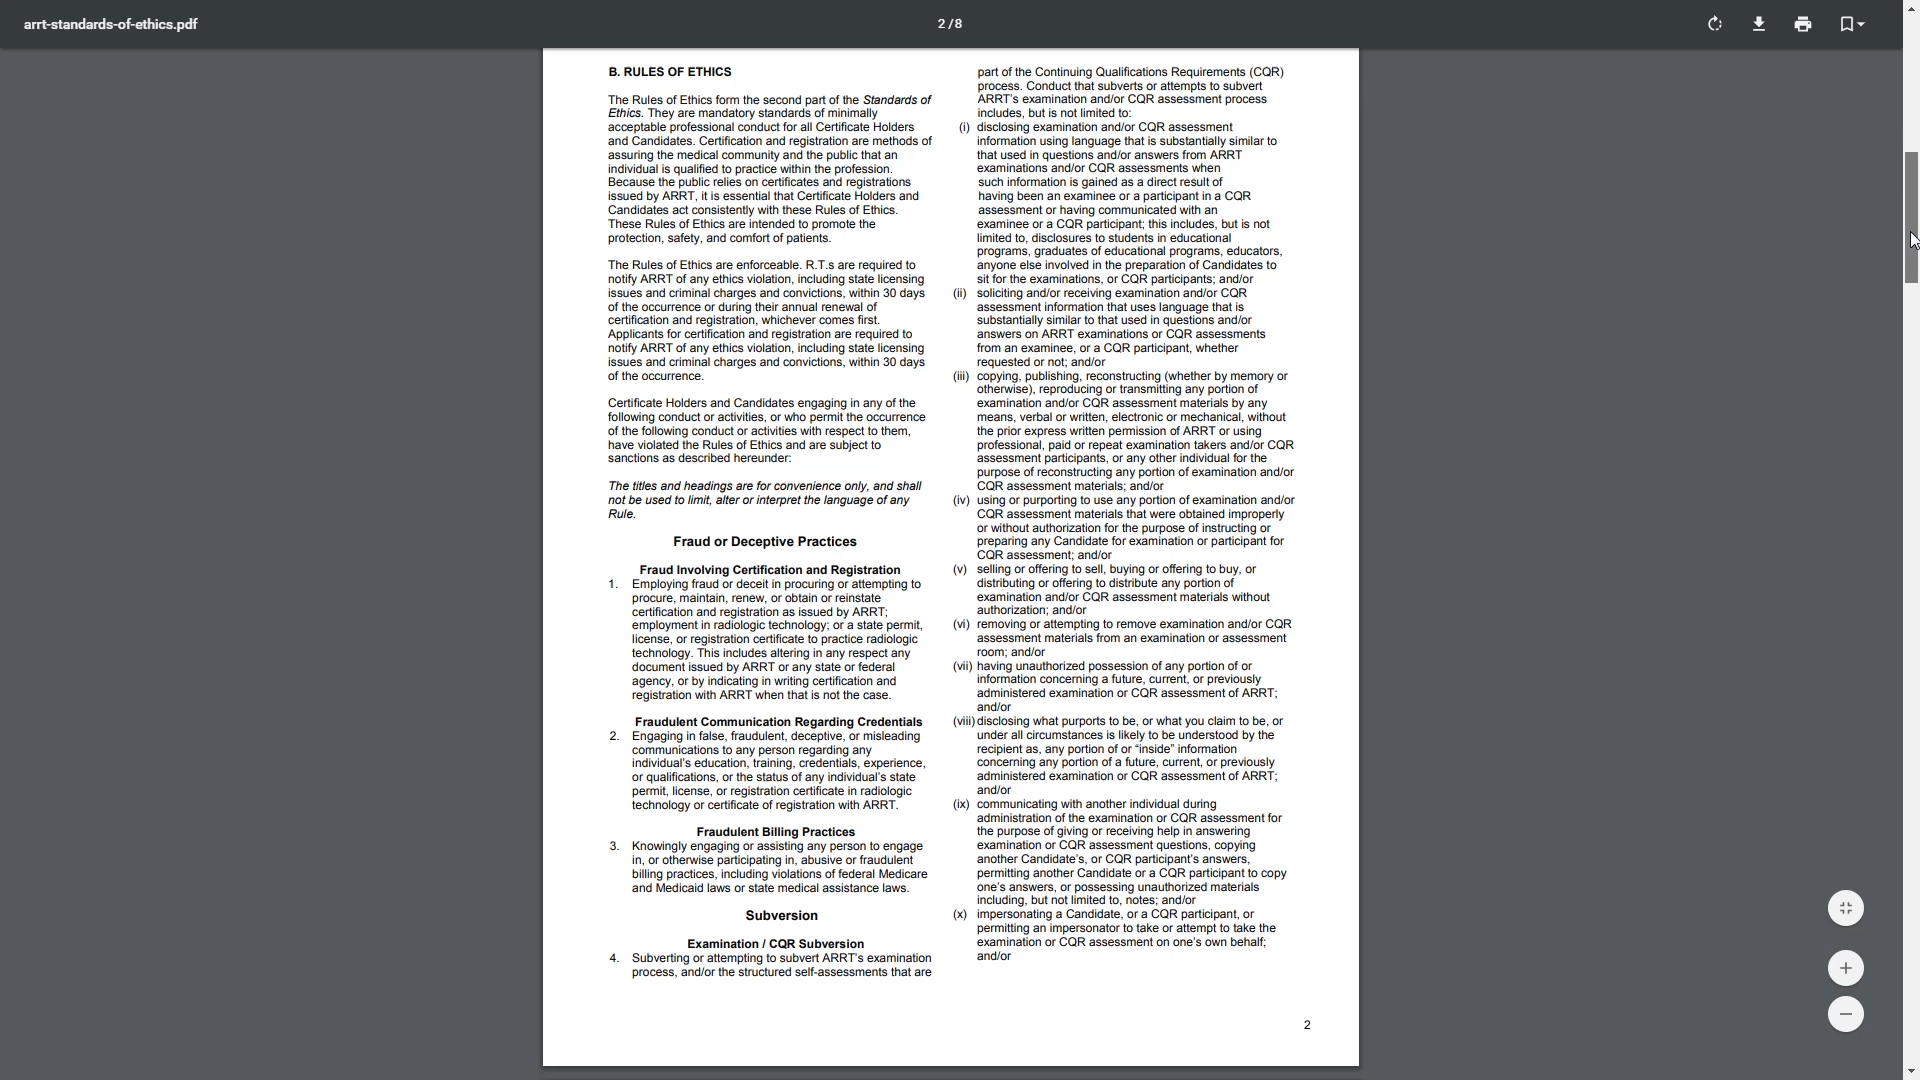 arrt-standards-of-ethics.pdf
2 / 8
B. RULES OF ETHICS
The Rules of Ethics form the second part of the Standards of
Ethics. They are mandatory standards of minimally
acceptable professional conduct for all Certificate Holders
and Candidates. Certification and registration are methods of
assuring the medical community and the public that an
individual is qualified to practice within the profession.
Because the public relies on certificates and registrations
issued by ARRT, it is essential that Certificate Holders and
Candidates act consistently with these Rules of Ethics.
These Rules of Ethics are intended to promote the
protection, safety, and comfort of patients.
The Rules of Ethics are enforceable. R.T.s are required to
notify ARRT of any ethics violation, including state licensing
issues and criminal charges and convictions, within 30 days
of the occurrence or during their annual renewal of
certification and registration, whichever comes first.
Applicants for certification and registration are required to
notify ARRT of any ethics violation, including state licensing
issues and criminal charges and convictions, within 30 days
of the occurrence.
Certificate Holders and Candidates engaging in any of the
following conduct or activities, or who permit the occurrence
of the following conduct or activities with respect to them,
have violated the Rules of Ethics and are subject to
sanctions as described hereunder:
The titles and headings are for convenience only, and shall
not be used to limit, alter or interpret the language of any
Rule.
Fraud or Deceptive Practices
Fraud Involving Certification and Registration
1. Employing fraud or deceit in procuring or attempting to
procure, maintain, renew, or obtain or reinstate
certification and registration as issued by ARRT;
employment in radiologic technology; or a state permit,
license, or registration certificate to practice radiologic
technology. This includes altering in any respect any
document issued by ARRT or any state or federal
agency, or by indicating in writing certification and
registration with ARRT when that is not the case.
Fraudulent Communication Regarding Credentials
2. Engaging in false, fraudulent, deceptive, or misleading
communications to any person regarding any
individual's education, training, credentials, experience,
or qualifications, or the status of any individual's state
permit, license, or registration certificate in radiologic
technology or certificate of registration with ARRT.
Fraudulent Billing Practices
3. Knowingly engaging or assisting any person to engage
in, or otherwise participating in, abusive or fraudulent
billing practices, including violations of federal Medicare
and Medicaid laws or state medical assistance laws.
Subversion
Examination / CQR Subversion
4. Subverting or attempting to subvert ARRT's examination
process, and/or the structured self-assessments that are
part of the Continuing Qualifications Requirements (CQR)
process. Conduct that subverts or attempts to subvert
ARRT's examination and/or CQR assessment process
includes, but is not limited to:
(i) disclosing examination and/or CQR assessment
information using language that is substantially similar to
that used in questions and/or answers from ARRT
examinations and/or CQR assessments when
such information is gained as a direct result of
having been an examinee or a participant in a CQR
assessment or having communicated with an
examinee or a CQR participant; this includes, but is not
limited to, disclosures to students in educational
programs, graduates of educational programs, educators,
anyone else involved in the preparation of Candidates to
sit for the examinations, or CQR participants; and/or
(ii) soliciting and/or receiving examination and/or CQR
assessment information that uses language that is
substantially similar to that used in questions and/or
answers on ARRT examinations or CQR assessments
from an examinee, or a CQR participant, whether
requested or not; and/or
(iii) copying, publishing, reconstructing (whether by memory or
otherwise), reproducing or transmitting any portion of
examination and/or CQR assessment materials by any
means, verbal or written, electronic or mechanical, without
the prior express written permission of ARRT or using
professional, paid or repeat examination takers and/or CQR
assessment participants, or any other individual for the
purpose of reconstructing any portion of examination and/or
CQR assessment materials; and/or
(iv) using or purporting to use any portion of examination and/or
CQR assessment materials that were obtained improperly
or without authorization for the purpose of instructing or
preparing any Candidate for examination or participant for
CQR assessment; and/or
(v) selling or offering to sell, buying or offering to buy, or
distributing or offering to distribute any portion of
examination and/or CQR assessment materials without
authorization; and/or
(vi) removing or attempting to remove examination and/or CQR
assessment materials from an examination or assessment
room; and/or
(vii) having unauthorized possession of any portion of or
information concerning a future, current, or previously
administered examination or CQR assessment of ARRT;
and/or
(viii) disclosing what purports to be, or what you claim to be, or
under all circumstances is likely to be understood by the
recipient as, any portion of or “inside” information
concerning any portion of a future, current, or previously
administered examination or CQR assessment of ARRT;
and/or
(ix) communicating with another individual during
administration of the examination or CQR assessment for
the purpose of giving or receiving help in answering
examination or CQR assessment questions, copying
another Candidate's, or CQR participant's answers,
permitting another Candidate or a CQR participant to copy
one's answers, or possessing unauthorized materials
including, but not limited to, notes; and/or
(x) impersonating a Candidate, or a CQR participant, or
permitting an impersonator to take or attempt to take the
examination or CQR assessment on one's own behalf;
and/or
2